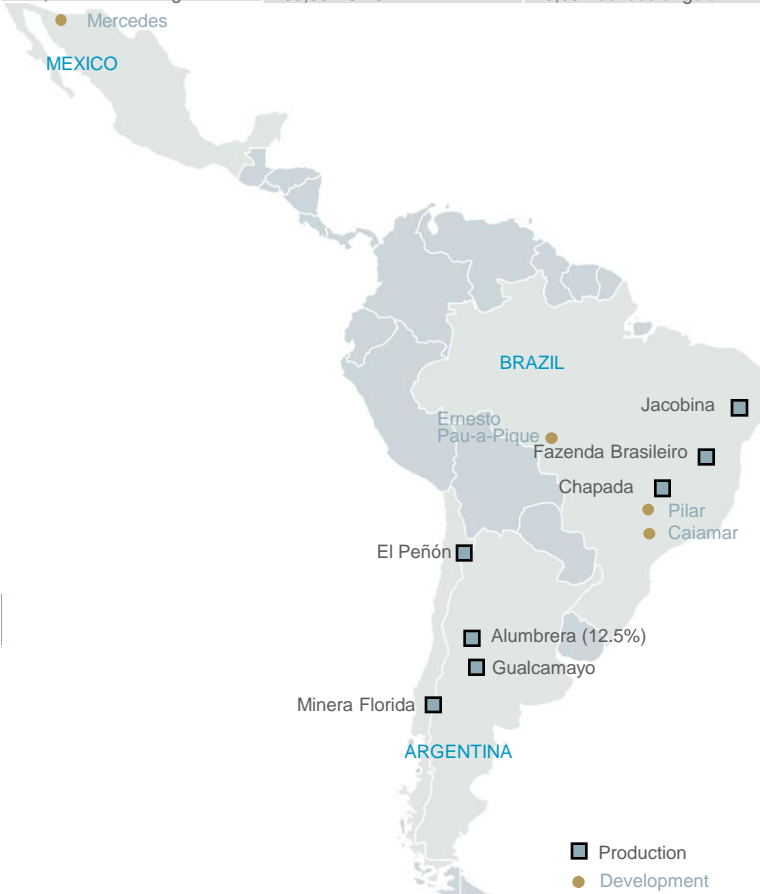 Mercedes
MEXICO
BRAZIL
Jacobina
Ernesto
Pau-a-Pique
Fazenda Brasileiro
Chapada
Pilar
Caiamar
El Peñón
Alumbrera (12.5%)
Gualcamayo
Minera Florida
ARGENTINA
Production
Development